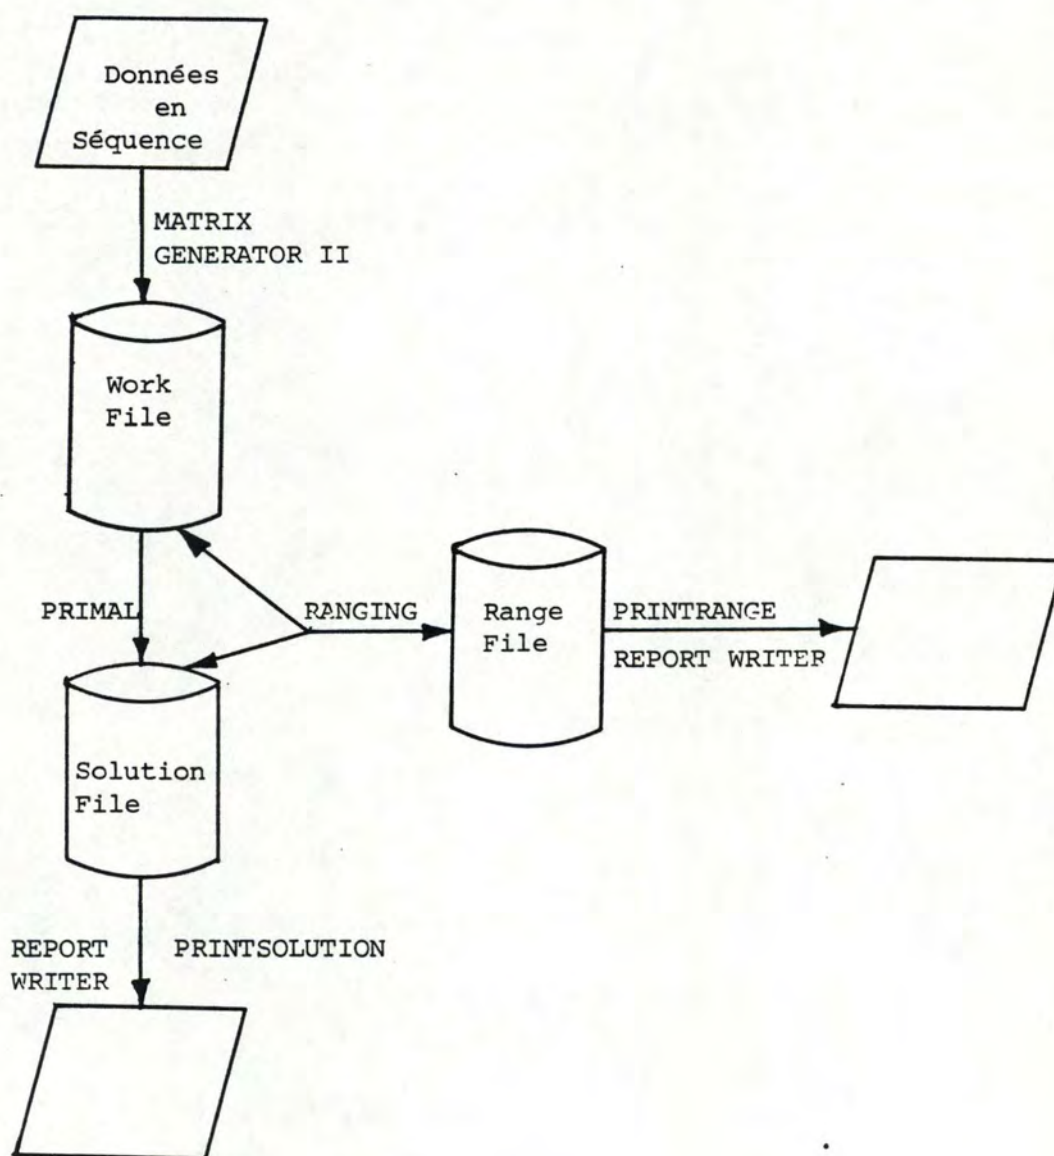 Données
en
Séquence
MATRIX
GENERATOR II
Work
File
PRIMAL
RANGING
Range
File
PRINTRANGE
REPORT WRITER
Solution
File
REPORT
WRITER
PRINTSOLUTION